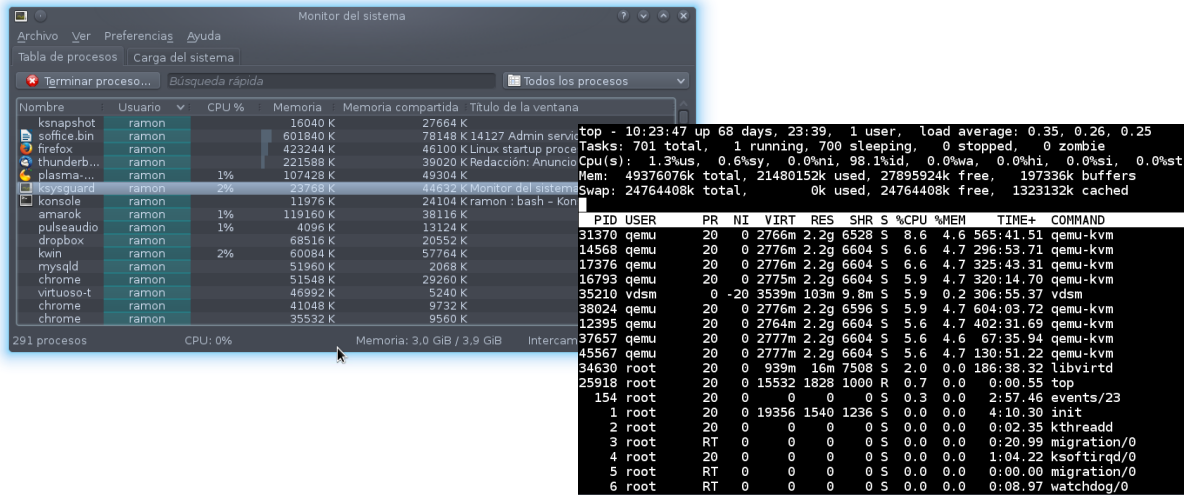 Monitor del sistema
Archivo Ver Preferencias Ayuda
Tabla de procesos Carga del sistema
Terminar proceso... Búsqueda rápida Todos los procesos
Nombre Usuario CPU % Memoria Memoria compartida Título de la ventana
ksnapshot ramon 16040 K 27664 K
soffice.bin ramon 601840 K 78148 K 14127 Admin servic
firefox ramon 423244 K 46100 K Linux startup proce
thunderb... ramon 221588 K 39020 K Redacción: Anuncio
plasma-... ramon 1% 107428 K 49304 K
ksysguard ramon 2% 23768 K 44632 K Monitor del sistema
konsole ramon 11976 K 24104 K ramon : bash – Kon
amarok ramon 1% 119160 K 38116 K
pulseaudio ramon 1% 4096 K 13124 K
dropbox ramon 68516 K 20552 K
kwin ramon 2% 60084 K 57764 K
mysqld ramon 51960 K 2068 K
chrome ramon 51548 K 29260 K
virtuoso-t ramon 46992 K 5240 K
chrome ramon 41048 K 9732 K
chrome ramon 35532 K 9560 K
291 procesos CPU: 0% Memoria: 3,0 GiB / 3,9 GiB Intercam
top - 10:23:47 up 68 days, 23:39, 1 user, load average: 0.35, 0.26, 0.25
Tasks: 701 total, 1 running, 700 sleeping, 0 stopped, 0 zombie
Cpu(s): 1.3%us, 0.6%sy, 0.0%ni, 98.1%id, 0.0%wa, 0.0%hi, 0.0%si, 0.0%st
Mem: 49376076k total, 21480152k used, 27895924k free, 197336k buffers
Swap: 24764408k total, 0k used, 24764408k free, 1323132k cached
PID USER PR NI VIRT RES SHR S %CPU %MEM TIME+ COMMAND
31370 qemu 20 0 2766m 2.2g 6528 S 8.6 4.6 565:41.51 qemu-kvm
14568 qemu 20 0 2776m 2.2g 6604 S 6.6 4.7 296:53.71 qemu-kvm
17376 qemu 20 0 2776m 2.2g 6604 S 6.6 4.7 325:43.31 qemu-kvm
16793 qemu 20 0 2775m 2.2g 6604 S 5.9 4.7 320:14.70 qemu-kvm
35210 vdsm 0 -20 3539m 103m 9.8m S 5.9 0.2 306:55.37 vdsm
38024 qemu 20 0 2776m 2.2g 6596 S 5.9 4.7 604:03.72 qemu-kvm
12395 qemu 20 0 2764m 2.2g 6604 S 5.6 4.7 402:31.69 qemu-kvm
37657 qemu 20 0 2777m 2.2g 6604 S 5.6 4.7 67:35.94 qemu-kvm
45567 qemu 20 0 2777m 2.2g 6604 S 5.6 4.7 130:51.22 qemu-kvm
34630 root 20 0 939m 16m 7508 S 2.0 0.0 186:38.32 libvirtd
25918 root 20 0 15532 1828 1000 R 0.7 0.0 0:00.55 top
154 root 20 0 0 0 0 S 0.3 0.0 2:57.46 events/23
1 root 20 0 19356 1540 1236 S 0.0 0.0 4:10.30 init
2 root 20 0 0 0 0 S 0.0 0.0 0:02.35 kthreadd
3 root RT 0 0 0 0 S 0.0 0.0 0:20.99 migration/0
4 root 20 0 0 0 0 S 0.0 0.0 1:04.22 ksoftirqd/0
5 root RT 0 0 0 0 S 0.0 0.0 0:00.00 migration/0
6 root RT 0 0 0 0 S 0.0 0.0 0:08.97 watchdog/0